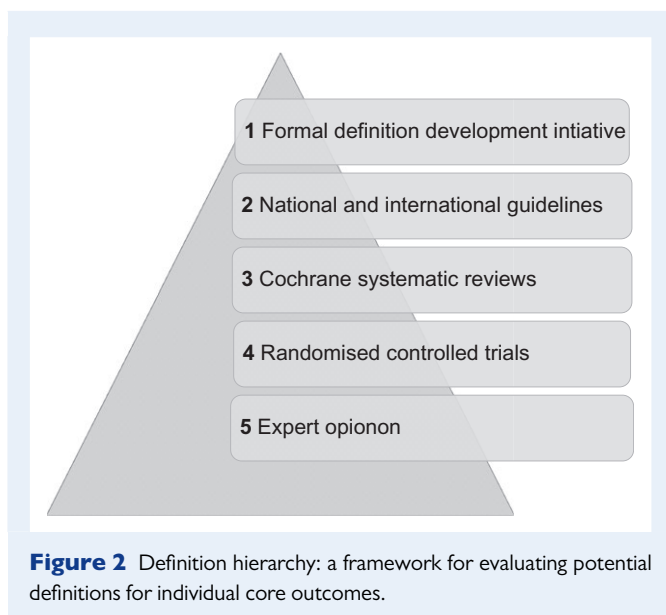 1 Formal definition development intiative
2 National and international guidelines
3 Cochrane systematic reviews
4 Randomised controlled trials
5 Expert opionon
Figure 2 Definition hierarchy: a framework for evaluating potential
definitions for individual core outcomes.